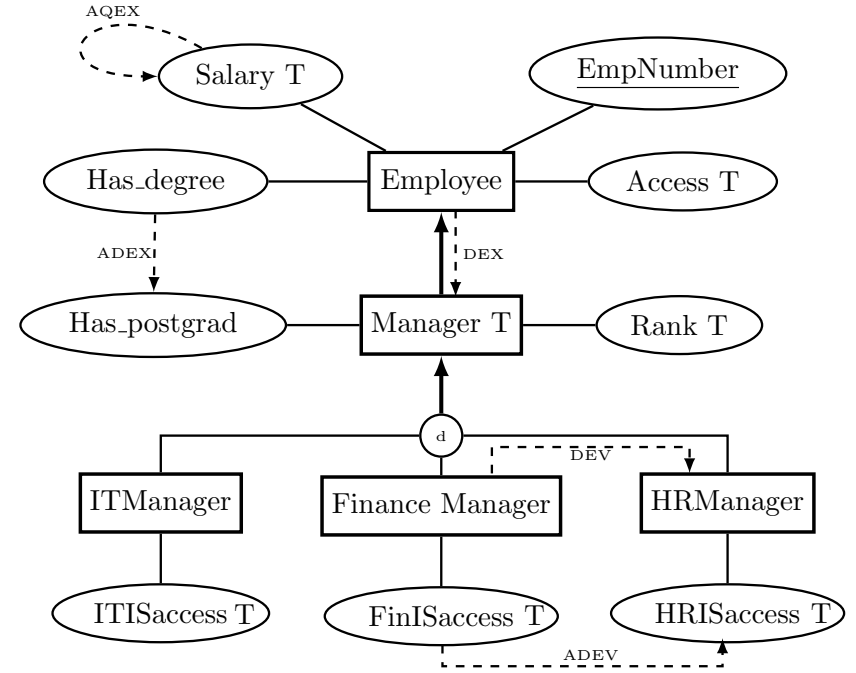 AQEX
Salary T
EmpNumber
Has_degree
Employee
Access T
ADEX
DEX
Has_postgrad
Manager T
Rank T
d
DEV
ITManager
Finance Manager
HRManager
ITISaccess T
FinISaccess T
HRISaccess T
ADEV